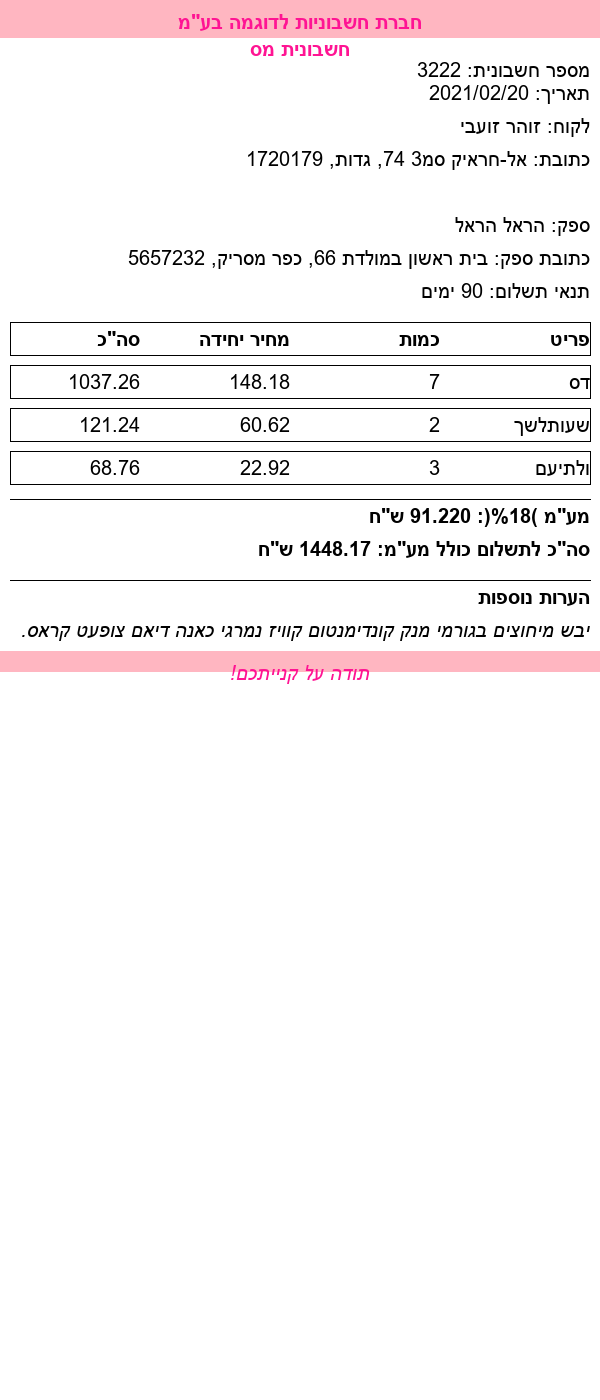 חברת חשבוניות לדוגמה בע"מ
חשבונית מס
מספר חשבונית: 3222
תאריך: 2021/02/20
לקוח: זוהר זועבי
כתובת: אל-חראיק סמ3 74, גדות, 1720179
ספק: הראל הראל
כתובת ספק: בית ראשון במולדת 66, כפר מסריק, 5657232
תנאי תשלום: 90 ימים
פריט כמות מחיר יחידה סה"כ
דס 7 148.18 1037.26
שעותלשך 2 60.62 121.24
ולתיעם 3 22.92 68.76
מע"מ )18%(: 91.220 ש"ח
סה"כ לתשלום כולל מע"מ: 1448.17 ש"ח
הערות נוספות
יבש מיחוצים בגורמי מנק קונדימנטום קוויז נמרגי כאנה דיאם צופעט קראס.
תודה על קנייתכם!